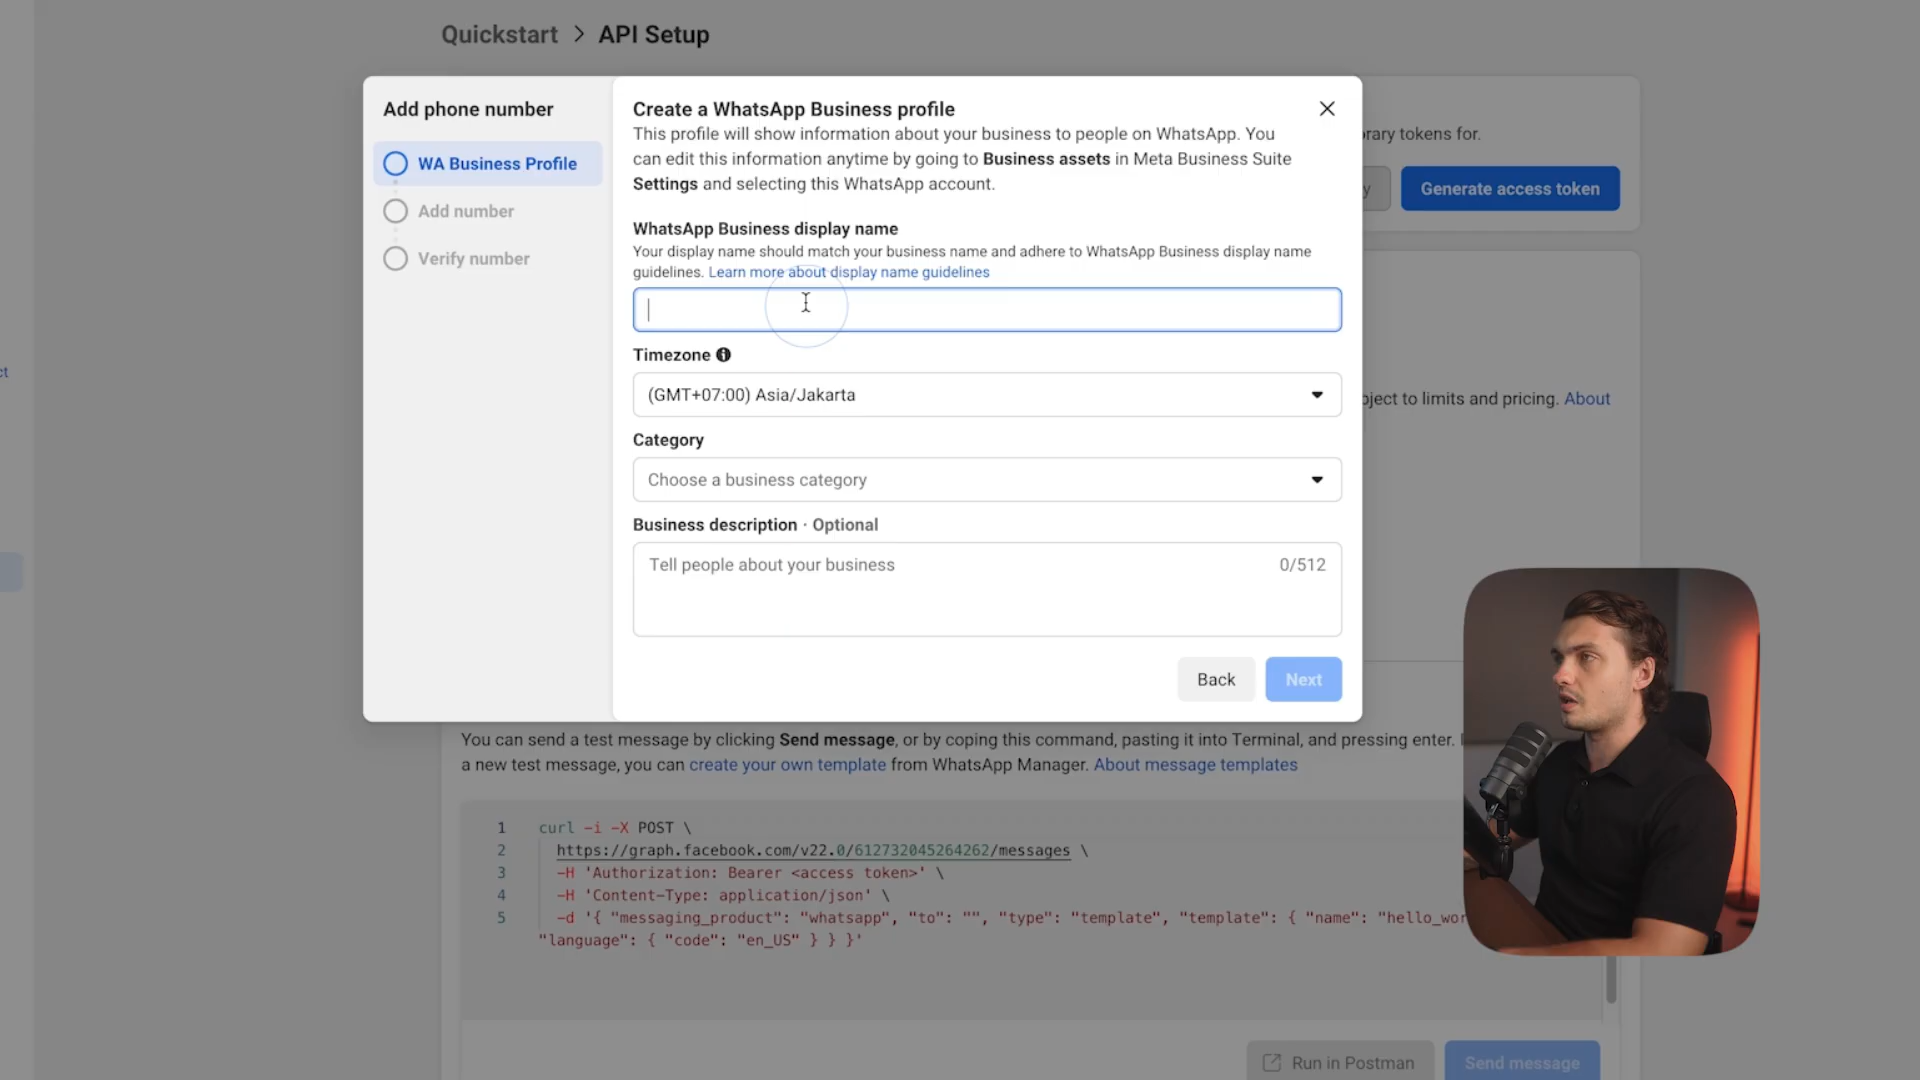 Quickstart > API Setup
Add phone number
WA Business Profile
Add number
Verify number
Create a WhatsApp Business profile
This profile will show information about your business to people on WhatsApp. You
can edit this information anytime by going to Business assets in Meta Business Suite
Settings and selecting this WhatsApp account.
WhatsApp Business display name
Your display name should match your business name and adhere to WhatsApp Business display name
guidelines. Learn more about display name guidelines
Timezone
(GMT+07:00) Asia/Jakarta
Category
Choose a business category
Business description · Optional
Tell people about your business 0/512
Back Next
tokens for.
Generate access token
to limits and pricing. About
You can send a test message by clicking Send message, or by coping this command, pasting it into Terminal, and pressing enter.
a new test message, you can create your own template from WhatsApp Manager. About message templates
1 curl -i -X POST \
2 https://graph.facebook.com/v22.0/612732045264262/messages \
3 -H 'Authorization: Bearer <access token>' \
4 -H 'Content-Type: application/json' \
5 -d '{ "messaging_product": "whatsapp", "to": "", "type": "template", "template": { "name": "hello_wor
"language": { "code": "en_US" } } }'
Run in Postman Send message